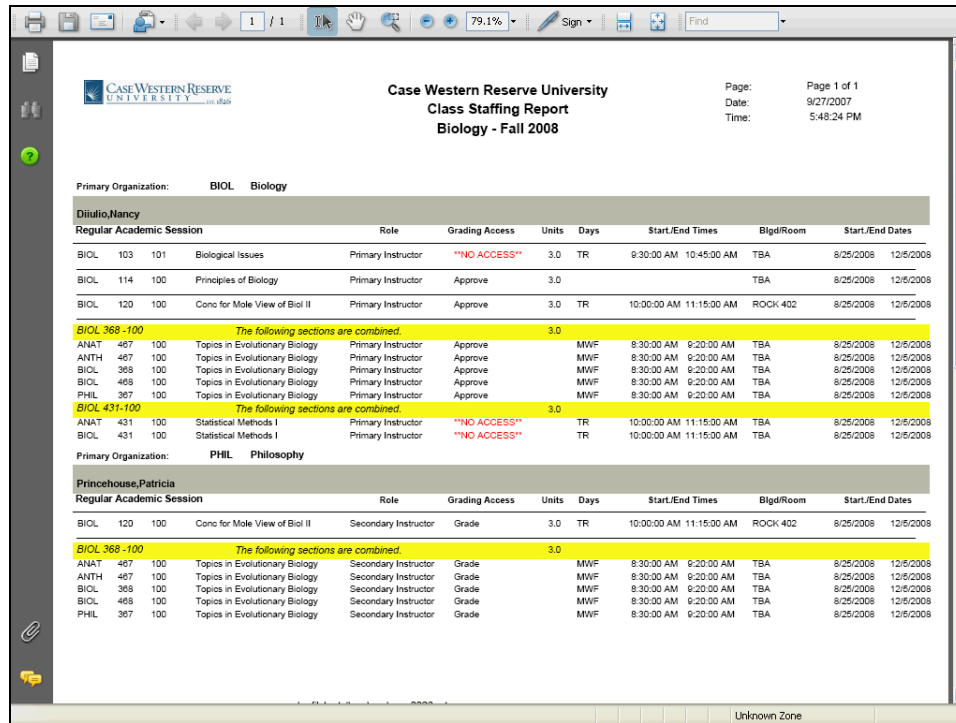 1 / 1 79.1% Sign Find
CASE WESTERN RESERVE
UNIVERSITY EST. 1826
Case Western Reserve University
Class Staffing Report
Biology - Fall 2008
Page: Page 1 of 1
Date: 9/27/2007
Time: 5:48:24 PM
Primary Organization: BIOL Biology
Diiulio,Nancy
Regular Academic Session Role Grading Access Units Days Start./End Times Blgd/Room Start./End Dates
BIOL 103 101 Biological Issues Primary Instructor **NO ACCESS** 3.0 TR 9:30:00 AM 10:45:00 AM TBA 8/25/2008 12/5/2008
BIOL 114 100 Principles of Biology Primary Instructor Approve 3.0 TBA 8/25/2008 12/5/2008
BIOL 120 100 Conc for Mole View of Biol II Primary Instructor Approve 3.0 TR 10:00:00 AM 11:15:00 AM ROCK 402 8/25/2008 12/5/2008
BIOL 368 -100 The following sections are combined. 3.0
ANAT 467 100 Topics in Evolutionary Biology Primary Instructor Approve MWF 8:30:00 AM 9:20:00 AM TBA 8/25/2008 12/5/2008
ANTH 467 100 Topics in Evolutionary Biology Primary Instructor Approve MWF 8:30:00 AM 9:20:00 AM TBA 8/25/2008 12/5/2008
BIOL 368 100 Topics in Evolutionary Biology Primary Instructor Approve MWF 8:30:00 AM 9:20:00 AM TBA 8/25/2008 12/5/2008
BIOL 468 100 Topics in Evolutionary Biology Primary Instructor Approve MWF 8:30:00 AM 9:20:00 AM TBA 8/25/2008 12/5/2008
PHIL 367 100 Topics in Evolutionary Biology Primary Instructor Approve MWF 8:30:00 AM 9:20:00 AM TBA 8/25/2008 12/5/2008
BIOL 431-100 The following sections are combined. 3.0
ANAT 431 100 Statistical Methods I Primary Instructor **NO ACCESS** TR 10:00:00 AM 11:15:00 AM TBA 8/25/2008 12/5/2008
BIOL 431 100 Statistical Methods I Primary Instructor **NO ACCESS** TR 10:00:00 AM 11:15:00 AM TBA 8/25/2008 12/5/2008
Primary Organization: PHIL Philosophy
Princehouse,Patricia
Regular Academic Session Role Grading Access Units Days Start./End Times Blgd/Room Start./End Dates
BIOL 120 100 Conc for Mole View of Biol II Secondary Instructor Grade 3.0 TR 10:00:00 AM 11:15:00 AM ROCK 402 8/25/2008 12/5/2008
BIOL 368 -100 The following sections are combined. 3.0
ANAT 467 100 Topics in Evolutionary Biology Secondary Instructor Grade MWF 8:30:00 AM 9:20:00 AM TBA 8/25/2008 12/5/2008
ANTH 467 100 Topics in Evolutionary Biology Secondary Instructor Grade MWF 8:30:00 AM 9:20:00 AM TBA 8/25/2008 12/5/2008
BIOL 368 100 Topics in Evolutionary Biology Secondary Instructor Grade MWF 8:30:00 AM 9:20:00 AM TBA 8/25/2008 12/5/2008
BIOL 468 100 Topics in Evolutionary Biology Secondary Instructor Grade MWF 8:30:00 AM 9:20:00 AM TBA 8/25/2008 12/5/2008
PHIL 367 100 Topics in Evolutionary Biology Secondary Instructor Grade MWF 8:30:00 AM 9:20:00 AM TBA 8/25/2008 12/5/2008
Unknown Zone